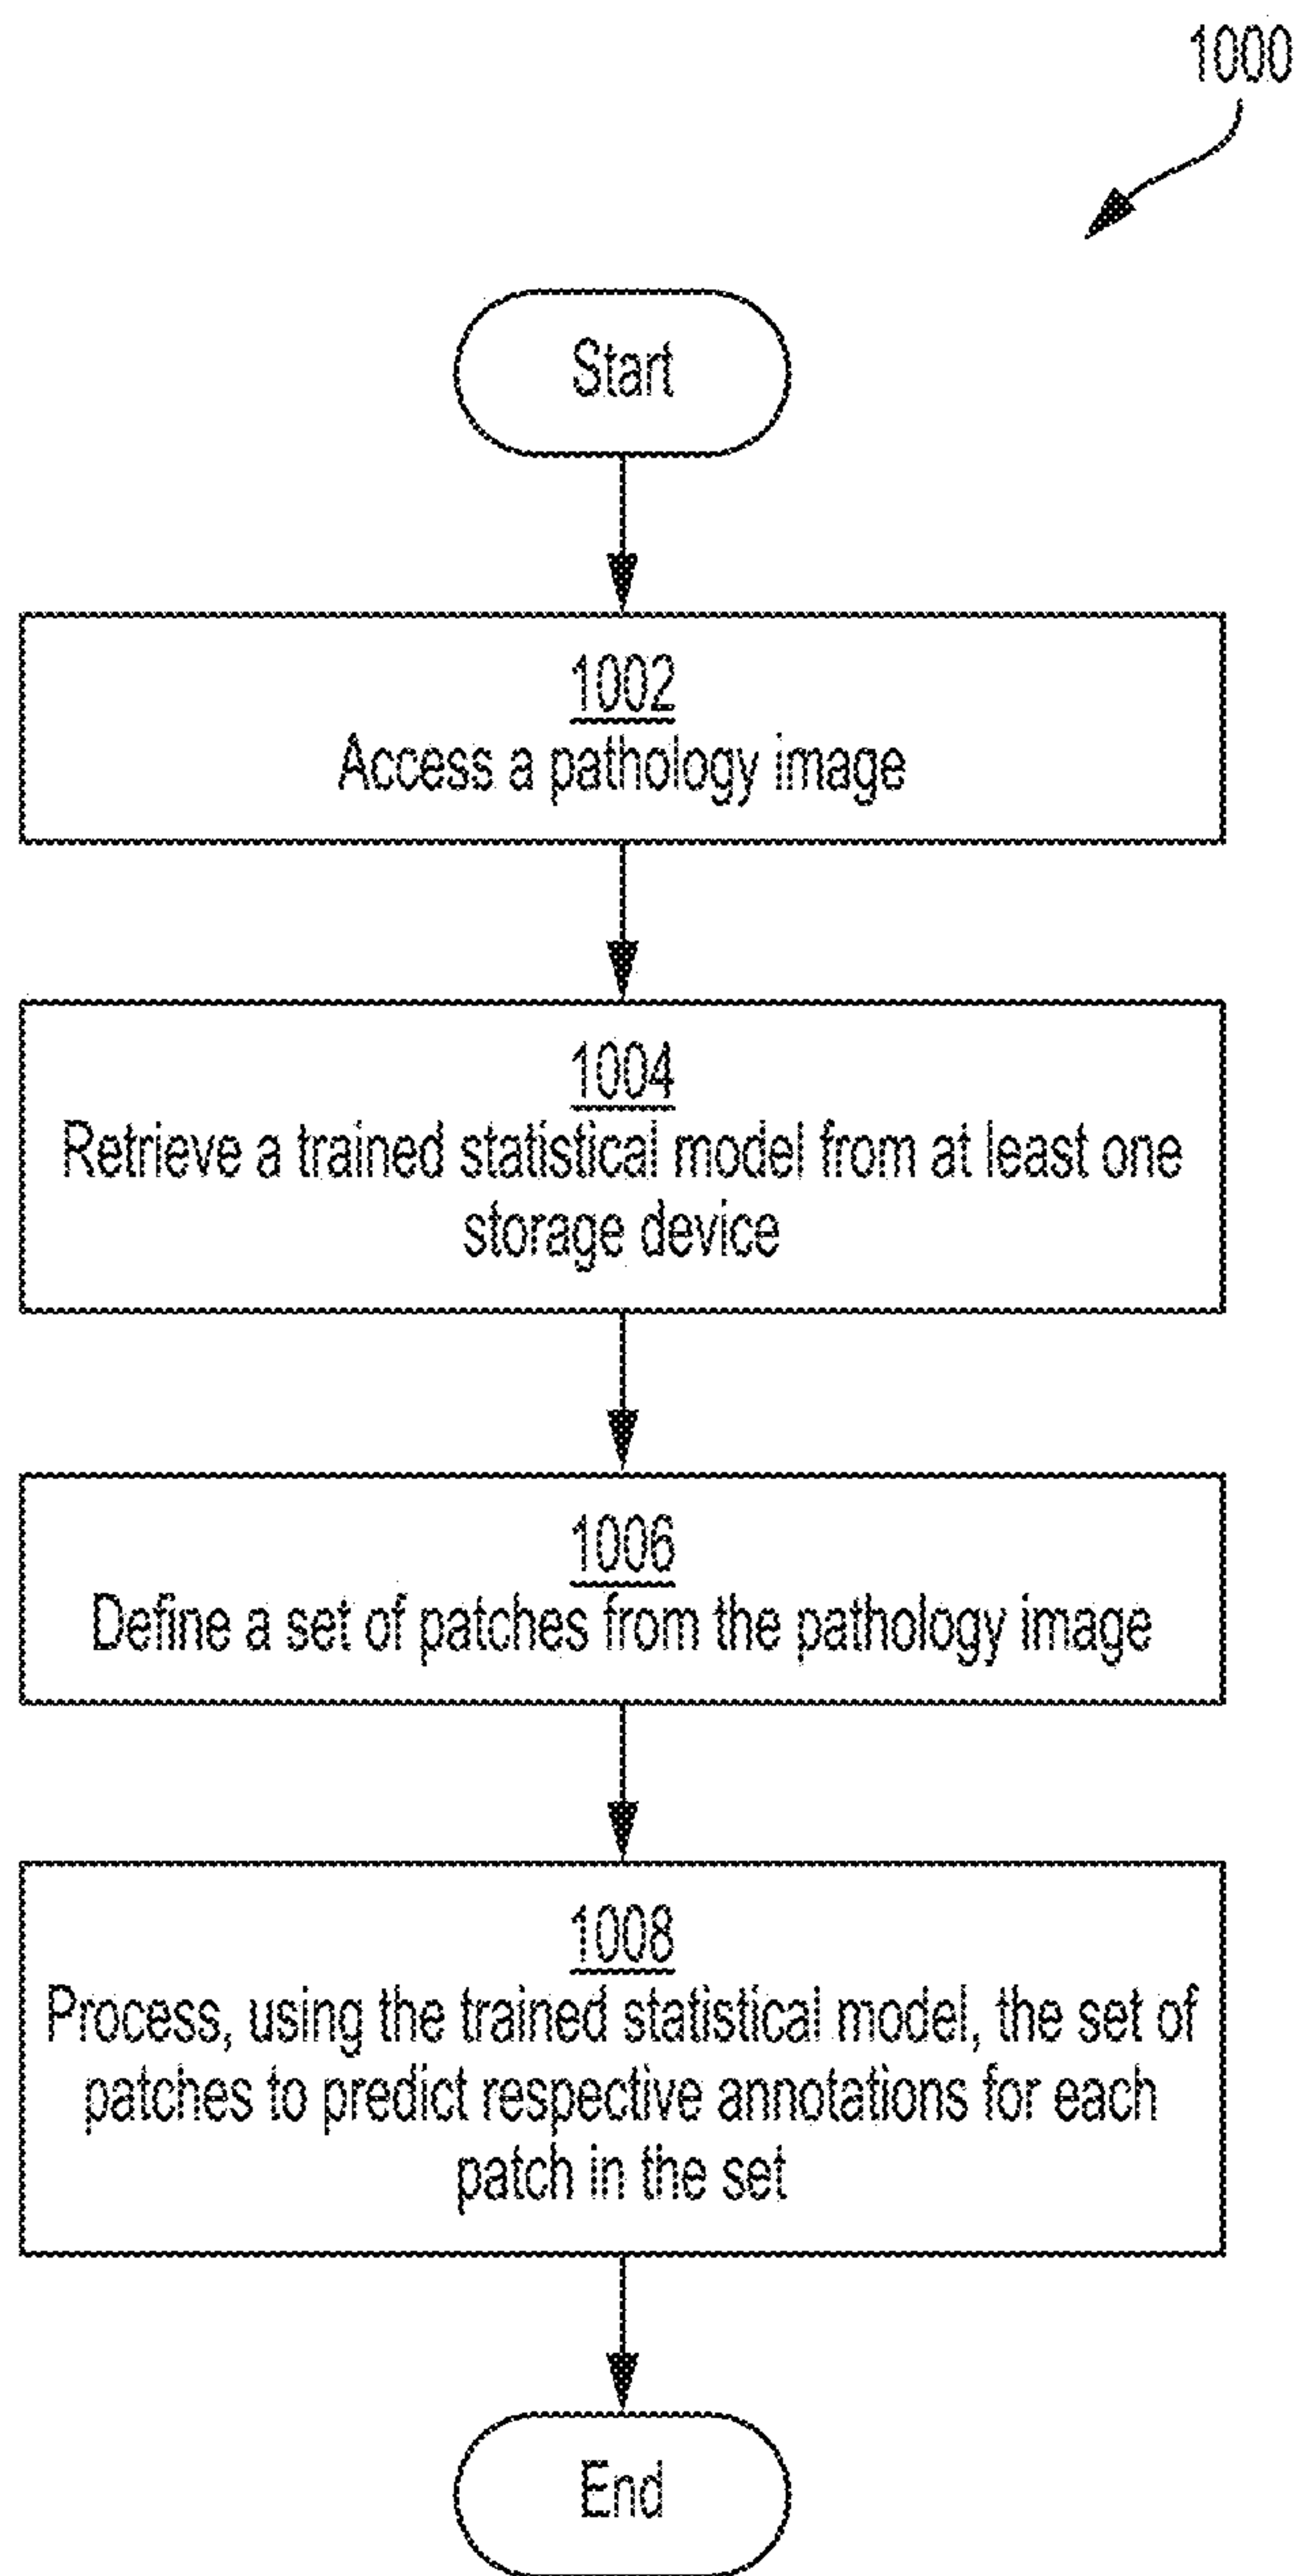 1000
Start
1002
Access a pathology image
1004
Retrieve a trained statistical model from at least one
storage device
1006
Define a set of patches from the pathology image
1008
Process, using the trained statistical model, the set of
patches to predict respective annotations for each
patch in the set
End